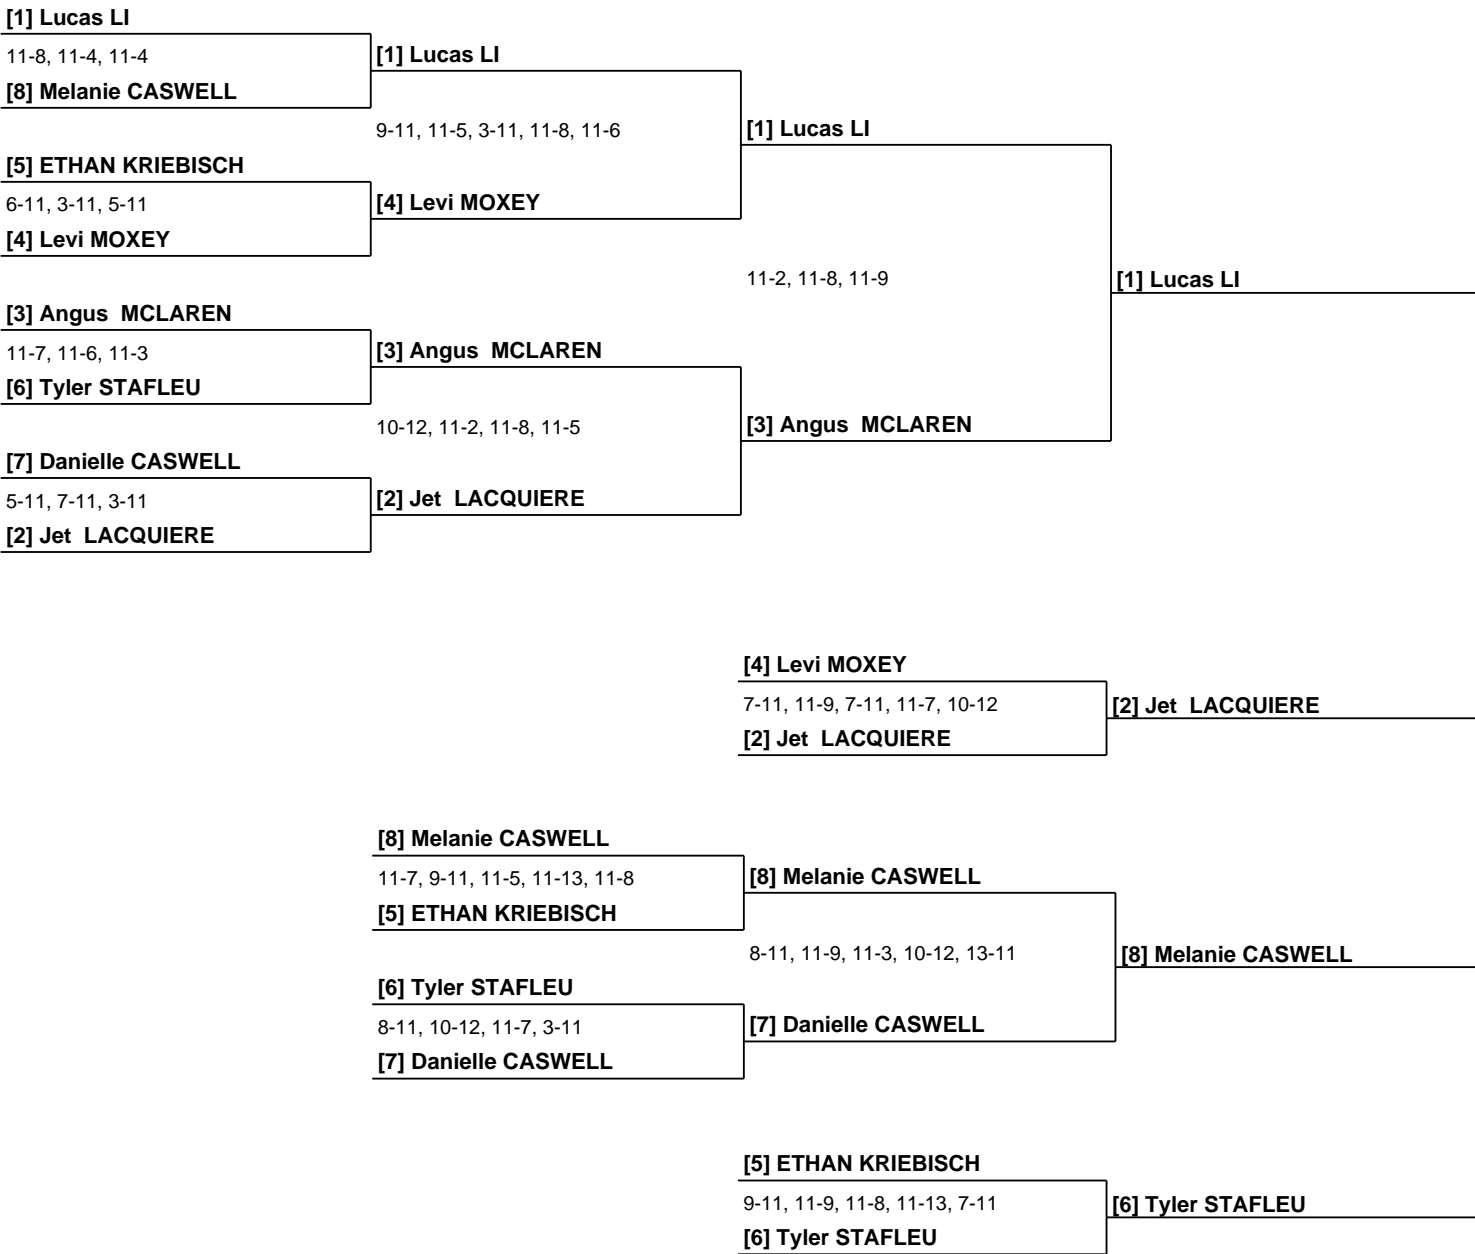 [1] Lucas LI
11-8, 11-4, 11-4
[1] Lucas LI
[8] Melanie CASWELL
9-11, 11-5, 3-11, 11-8, 11-6
[1] Lucas LI
[5] ETHAN KRIEBISCH
6-11, 3-11, 5-11
[4] Levi MOXEY
[4] Levi MOXEY
11-2, 11-8, 11-9
[1] Lucas LI
[3] Angus  MCLAREN
11-7, 11-6, 11-3
[3] Angus  MCLAREN
[6] Tyler STAFLEU
10-12, 11-2, 11-8, 11-5
[3] Angus  MCLAREN
[7] Danielle CASWELL
5-11, 7-11, 3-11
[2] Jet  LACQUIERE
[2] Jet  LACQUIERE
[4] Levi MOXEY
7-11, 11-9, 7-11, 11-7, 10-12
[2] Jet  LACQUIERE
[2] Jet  LACQUIERE
[8] Melanie CASWELL
11-7, 9-11, 11-5, 11-13, 11-8
[8] Melanie CASWELL
[5] ETHAN KRIEBISCH
8-11, 11-9, 11-3, 10-12, 13-11
[8] Melanie CASWELL
[6] Tyler STAFLEU
8-11, 10-12, 11-7, 3-11
[7] Danielle CASWELL
[7] Danielle CASWELL
[5] ETHAN KRIEBISCH
9-11, 11-9, 11-8, 11-13, 7-11
[6] Tyler STAFLEU
[6] Tyler STAFLEU